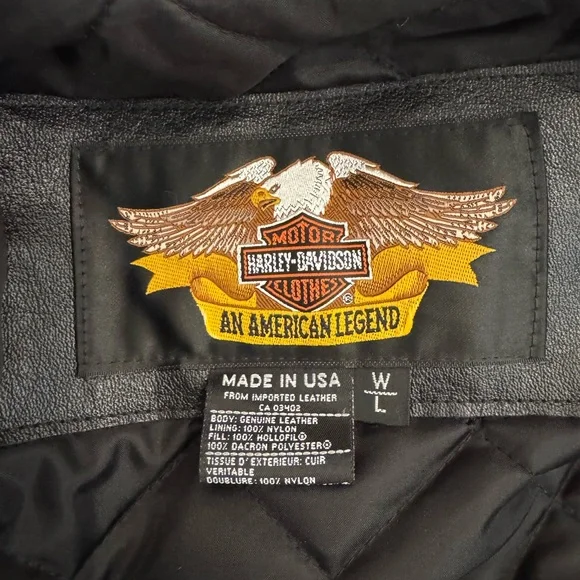 MOTOR
HARLEY-DAVIDSON
CLOTHES
®
AN AMERICAN LEGEND
MADE IN USA
FROM IMPORTED LEATHER
CA 03402
BODY: GENUINE LEATHER
LINING: 100% NYLON
FILL: 100% HOLLOFIL®
100% DACRON POLYESTER®
TISSUE D'EXTERIEUR: CUIR
VERITABLE
DOUBLURE: 100% NYLON
W
L